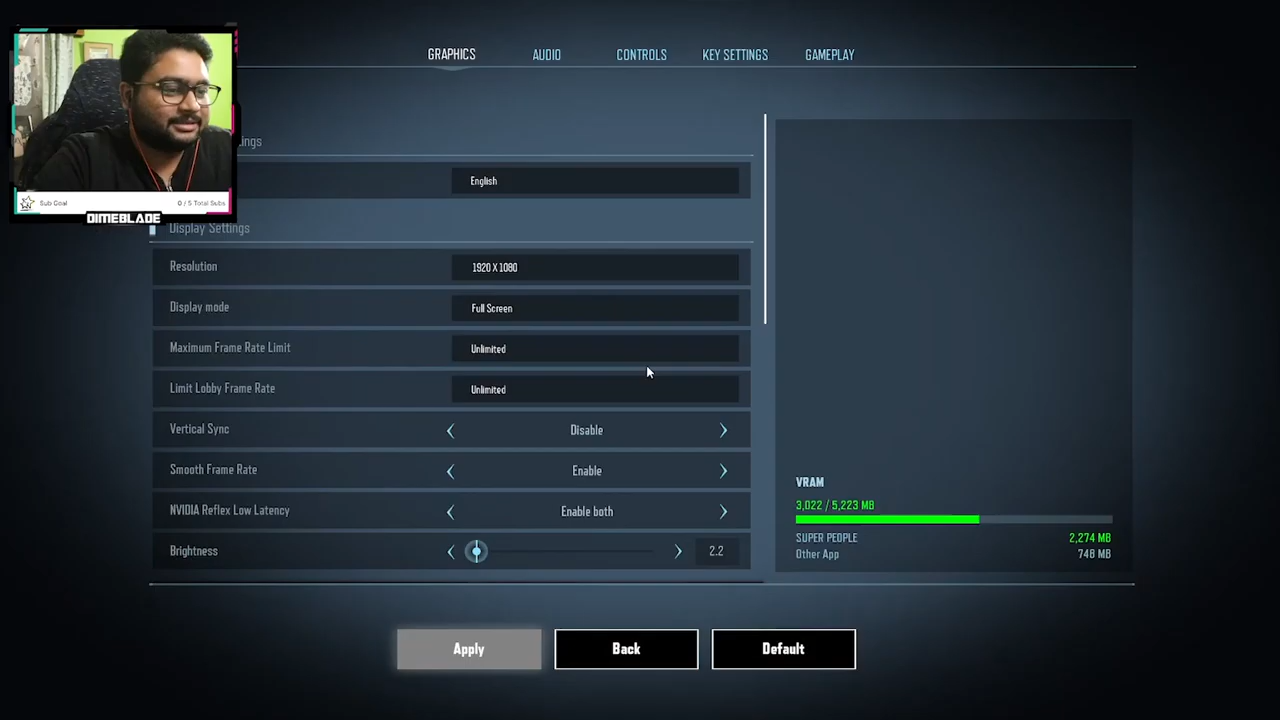 GRAPHICS AUDIO CONTROLS KEY SETTINGS GAMEPLAY
ngs
English
Display Settings
Resolution 1920 X 1080
Display mode Full Screen
Maximum Frame Rate Limit Unlimited
Limit Lobby Frame Rate Unlimited
Vertical Sync < Disable >
Smooth Frame Rate < Enable >
NVIDIA Reflex Low Latency < Enable both >
Brightness < > 2.2
VRAM
3,022 / 5,223 MB
SUPER PEOPLE 2,274 MB
Other App 748 MB
Apply Back Default
Sub Goal 0 / 5 Total Subs
DIMEBLADE